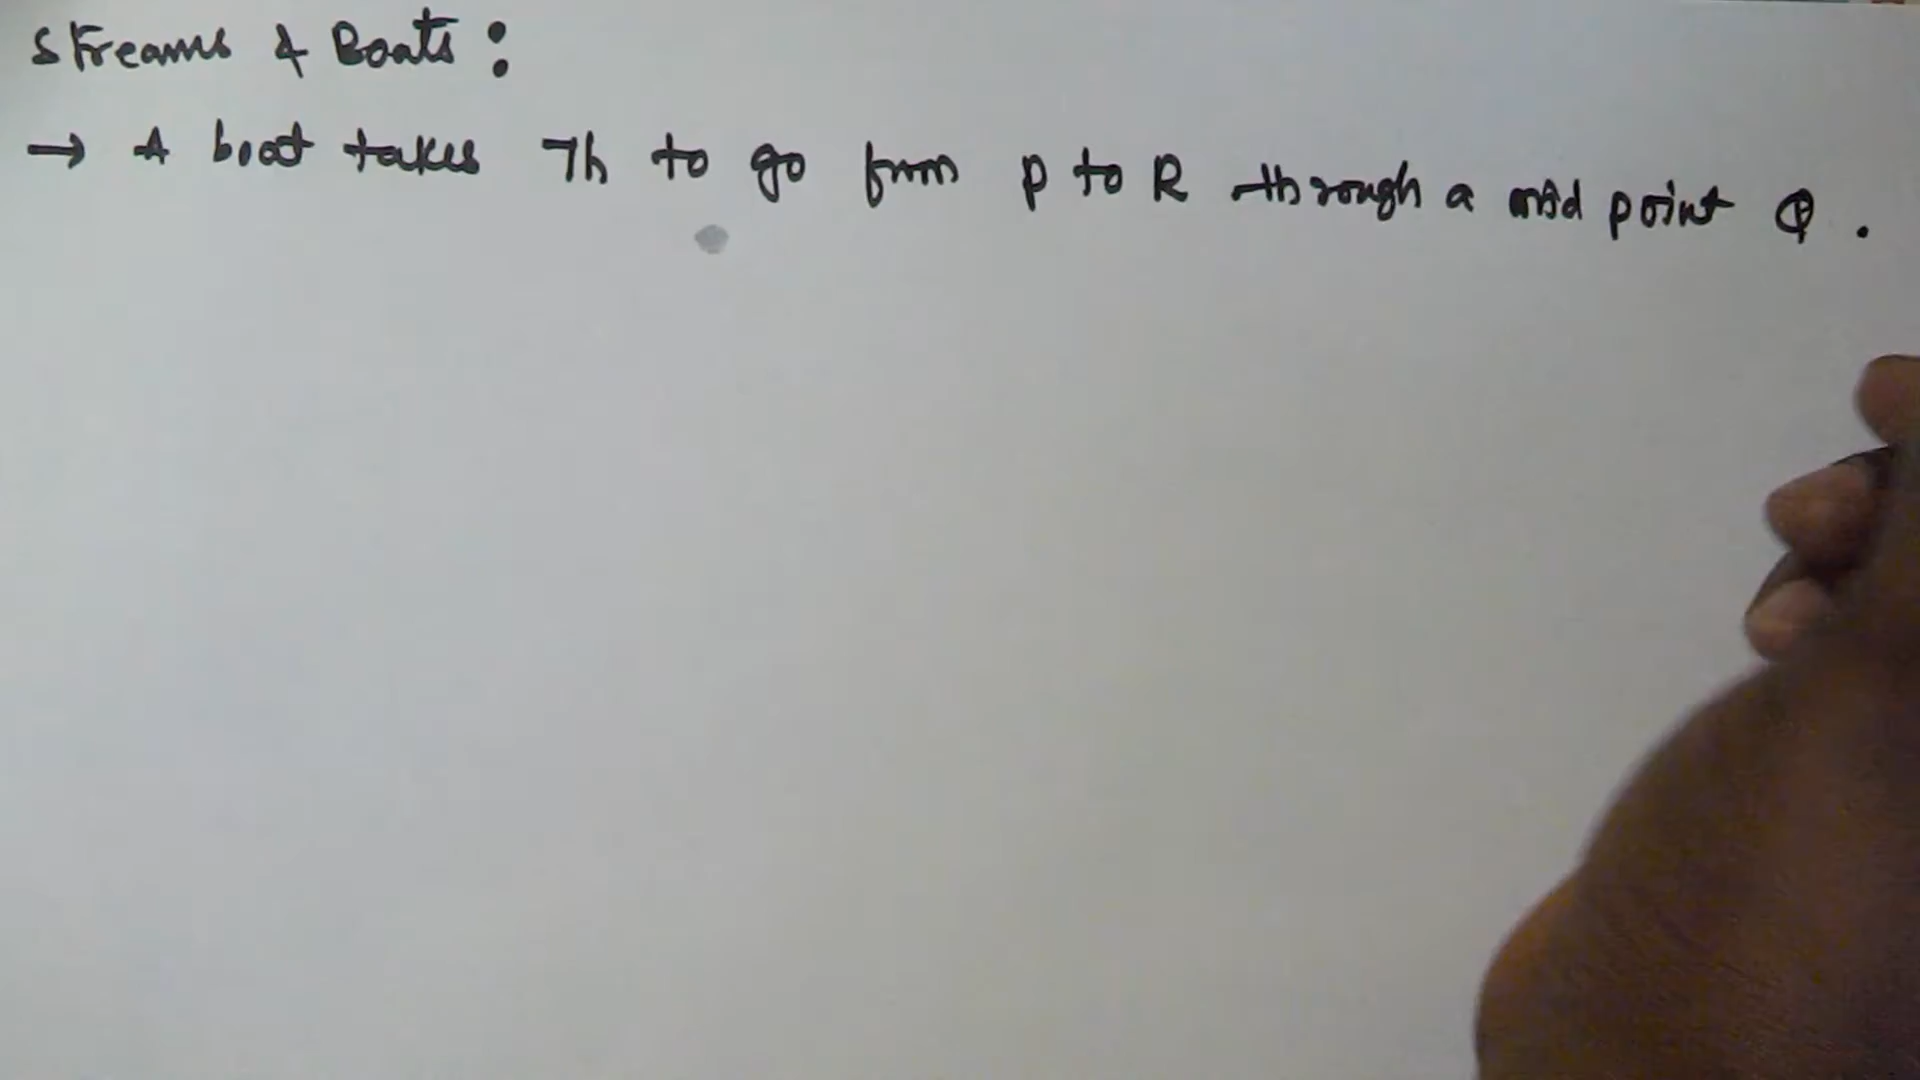 Streams & Boats :
→ A boat takes 7h to go from P to R through a mid point Q .